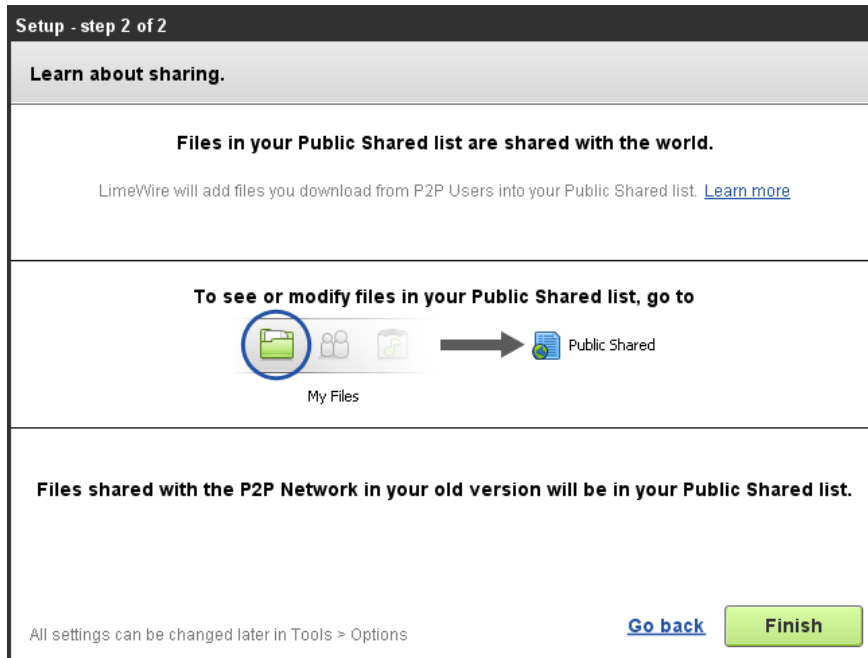 Setup - step 2 of 2
Learn about sharing.
Files in your Public Shared list are shared with the world.
LimeWire will add files you download from P2P Users into your Public Shared list. Learn more
To see or modify files in your Public Shared list, go to
Public Shared
My Files
Files shared with the P2P Network in your old version will be in your Public Shared list.
All settings can be changed later in Tools > Options
Go back
Finish